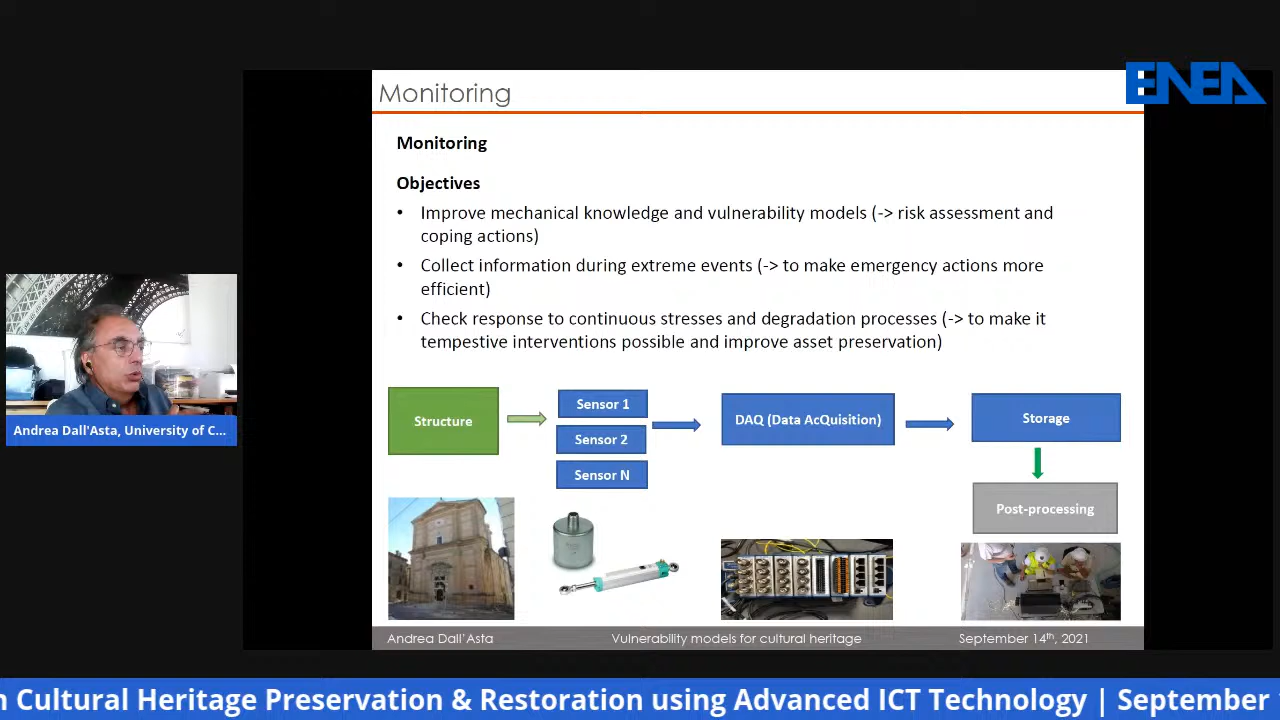 ENEA
Monitoring
Monitoring
Objectives
• Improve mechanical knowledge and vulnerability models (-> risk assessment and
coping actions)
• Collect information during extreme events (-> to make emergency actions more
efficient)
• Check response to continuous stresses and degradation processes (-> to make it
tempestive interventions possible and improve asset preservation)
Structure
Sensor 1
Sensor 2
Sensor N
DAQ (Data AcQuisition)
Storage
Post-processing
Andrea Dall'Asta, University of C...
Andrea Dall'Asta
Vulnerability models for cultural heritage
September 14th, 2021
n Cultural Heritage Preservation & Restoration using Advanced ICT Technology | September